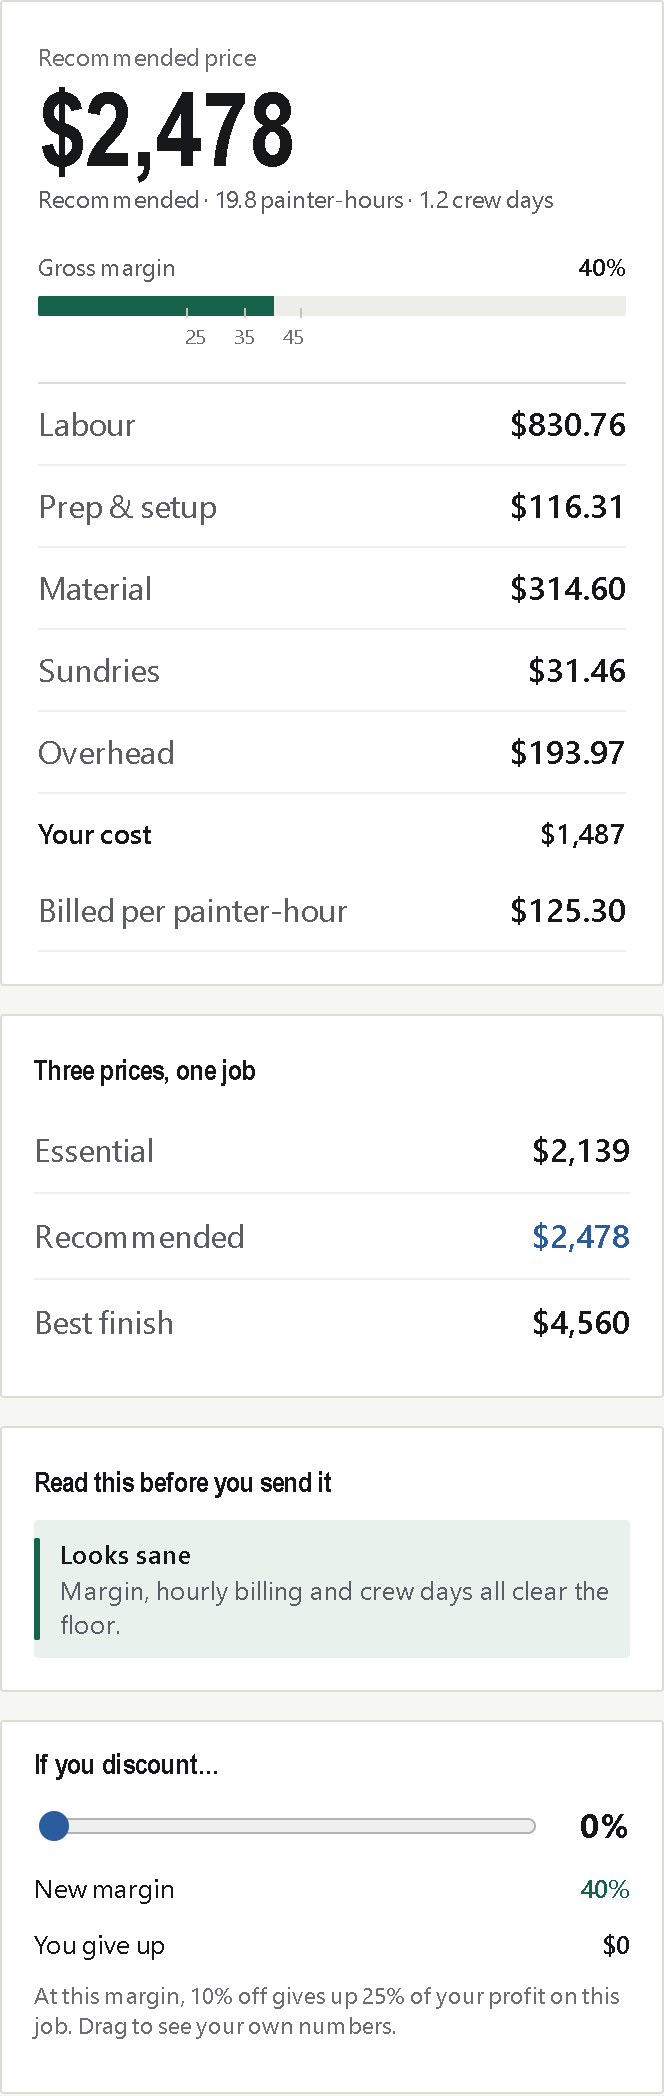 Recommended price
$2,478
Recommended · 19.8 painter-hours · 1.2 crew days
Gross margin 40%
25 35 45
Labour $830.76
Prep & setup $116.31
Material $314.60
Sundries $31.46
Overhead $193.97
Your cost $1,487
Billed per painter-hour $125.30
Three prices, one job
Essential $2,139
Recommended $2,478
Best finish $4,560
Read this before you send it
Looks sane
Margin, hourly billing and crew days all clear the
floor.
If you discount...
0%
New margin 40%
You give up $0
At this margin, 10% off gives up 25% of your profit on this
job. Drag to see your own numbers.